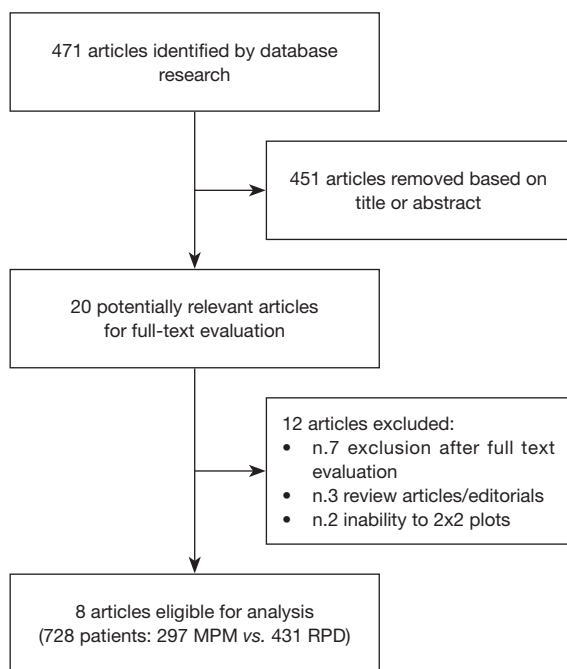 471 articles identified by database
research
451 articles removed based on
title or abstract
20 potentially relevant articles
for full-text evaluation
12 articles excluded:
• n.7 exclusion after full text
evaluation
• n.3 review articles/editorials
• n.2 inability to 2x2 plots
8 articles eligible for analysis
(728 patients: 297 MPM vs. 431 RPD)